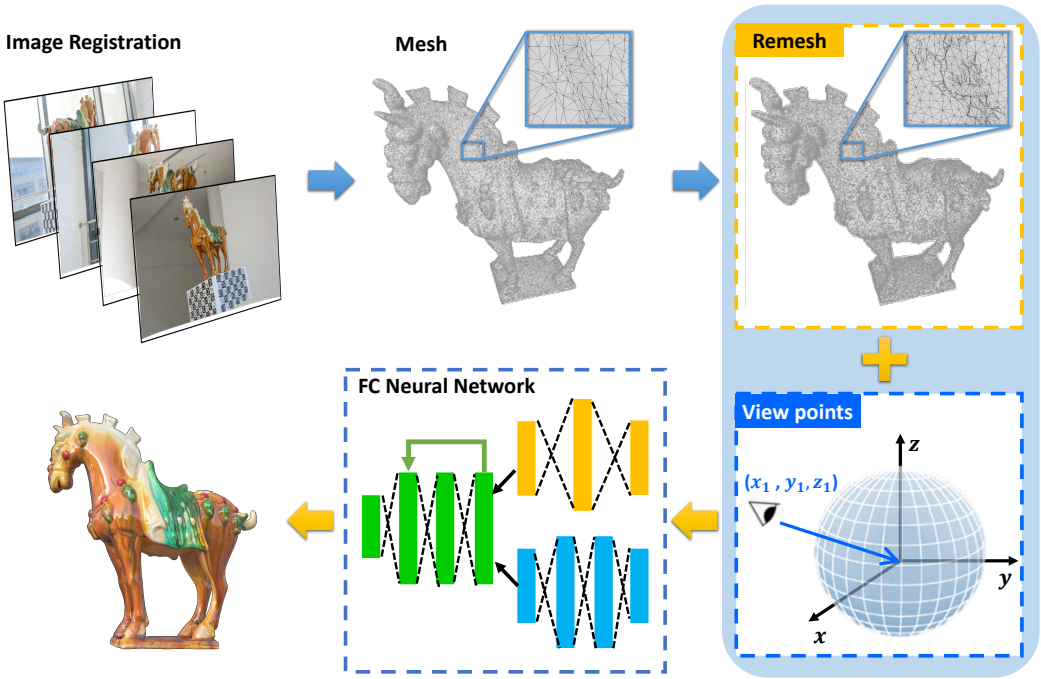 Image Registration
Mesh
Remesh
FC Neural Network
View points
z
(x₁ , y₁, z₁)
y
x